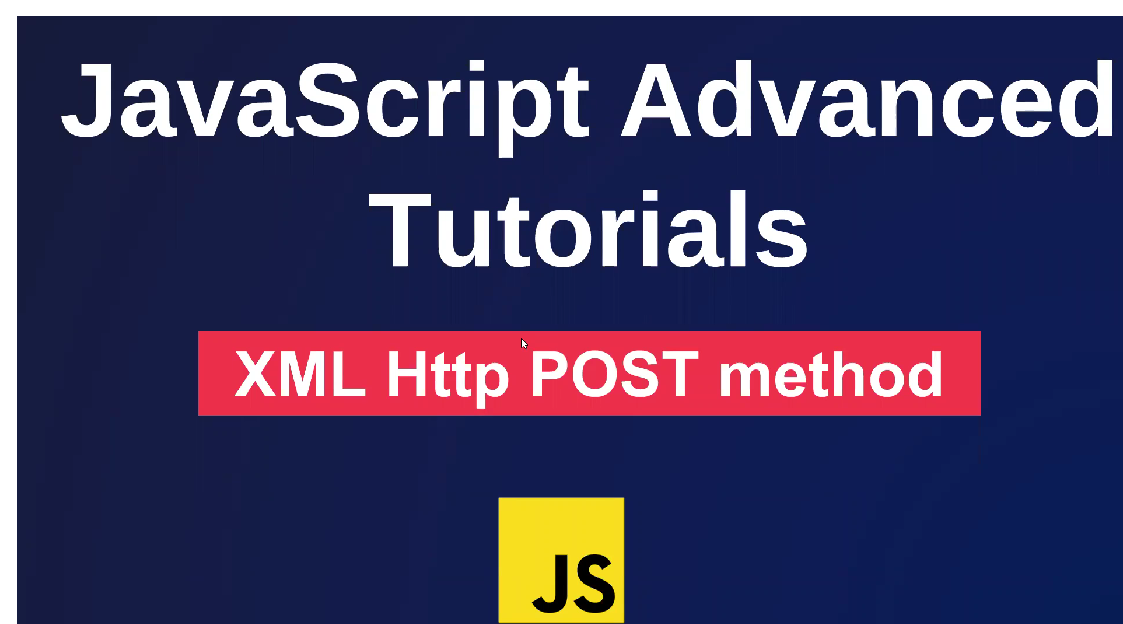 JavaScript Advanced
Tutorials
XML Http POST method
JS